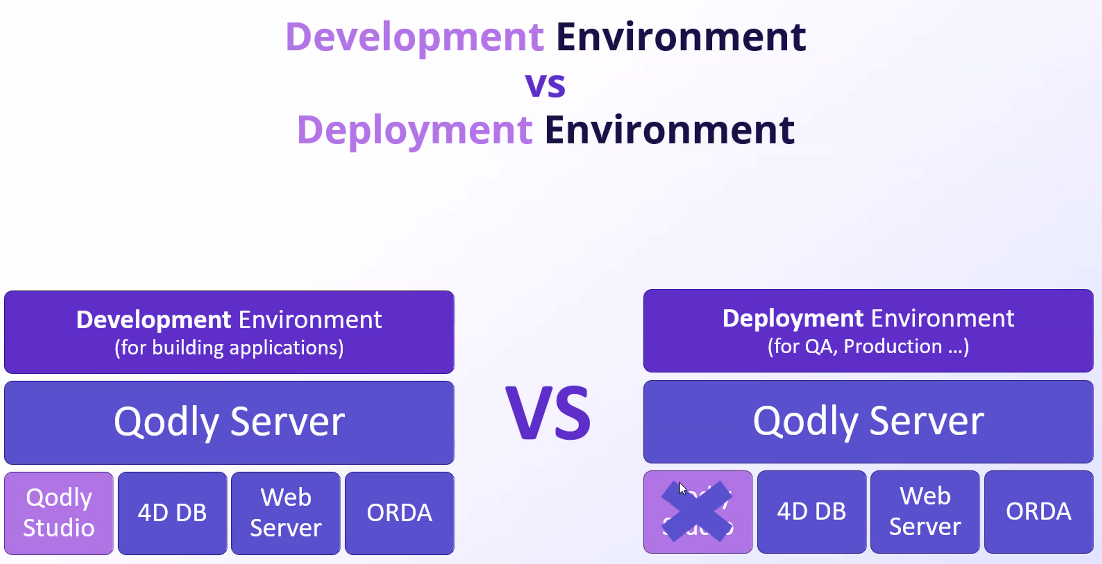 Development Environment
vs
Deployment Environment
Development Environment
(for building applications)
Qodly Server
Qodly
Studio
4D DB
Web
Server
ORDA
VS
Deployment Environment
(for QA, Production ...)
Qodly Server
4D DB
Web
Server
ORDA